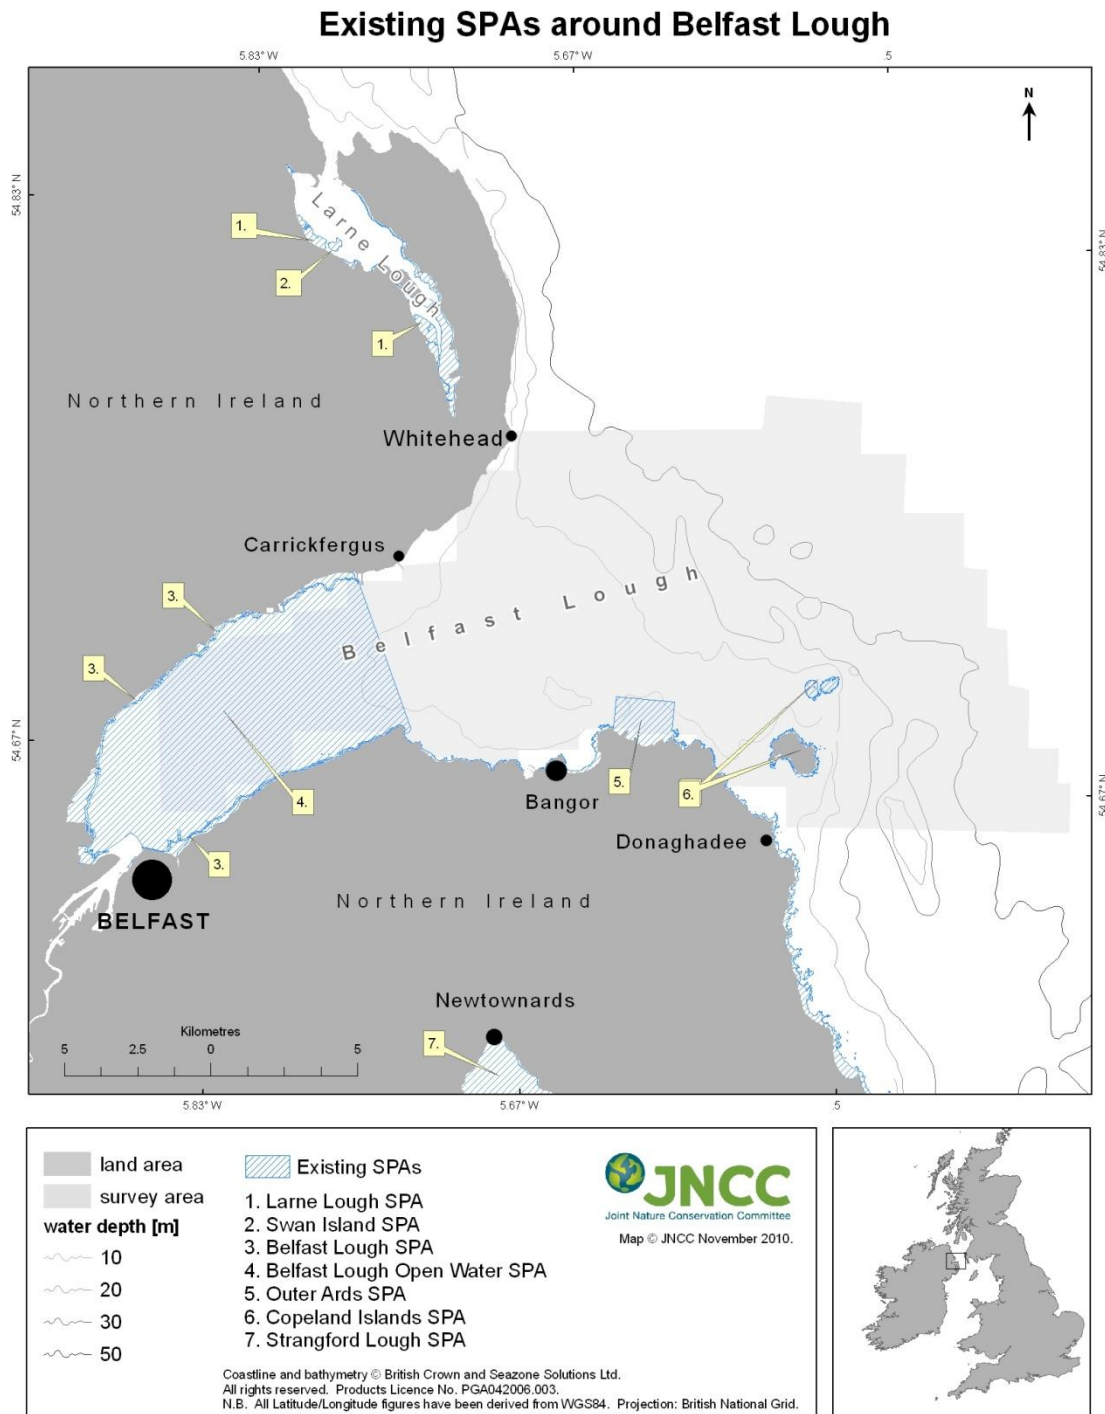 Existing SPAs around Belfast Lough
5.83° W
5.67° W
.5
N
54.83° N
54.83° N
1.
Larne Lough
2.
1.
Northern Ireland
Whitehead
Carrickfergus
3.
Belfast Lough
3.
54.67° N
54.67° N
4.
5.
6.
Bangor
Donaghadee
3.
BELFAST
Northern Ireland
Newtownards
7.
Kilometres
5 2.5 0 5
5.83° W
5.67° W
.5
land area
survey area
water depth [m]
10
20
30
50
Existing SPAs
1. Larne Lough SPA
2. Swan Island SPA
3. Belfast Lough SPA
4. Belfast Lough Open Water SPA
5. Outer Ards SPA
6. Copeland Islands SPA
7. Strangford Lough SPA
JNCC
Joint Nature Conservation Committee
Map © JNCC November 2010.
Coastline and bathymetry © British Crown and Seazone Solutions Ltd.
All rights reserved. Products Licence No. PGA042006.003.
N.B. All Latitude/Longitude figures have been derived from WGS84. Projection: British National Grid.